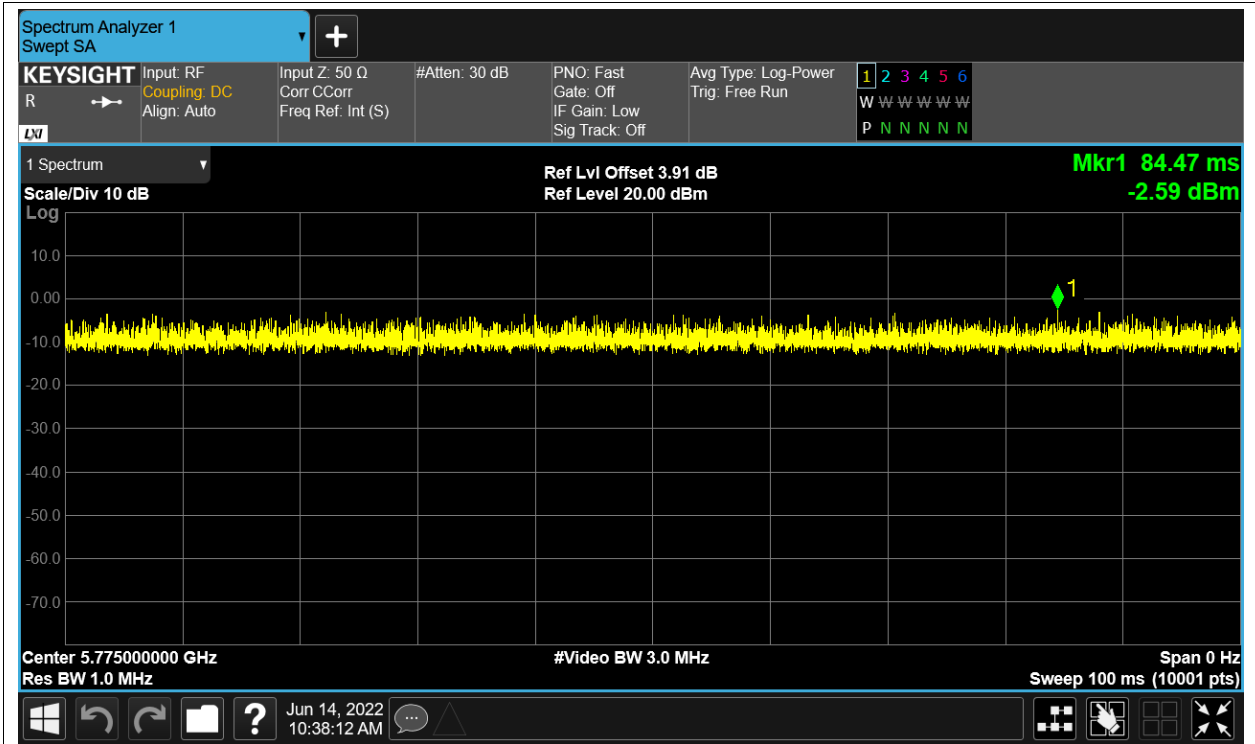 Spectrum Analyzer 1
Swept SA
KEYSIGHT
R
LXI
Input: RF
Coupling: DC
Align: Auto
Input Z: 50 Ω
Corr CCorr
Freq Ref: Int (S)
#Atten: 30 dB
PNO: Fast
Gate: Off
IF Gain: Low
Sig Track: Off
Avg Type: Log-Power
Trig: Free Run
1 2 3 4 5 6
W W W W W W
P N N N N N
1 Spectrum
Scale/Div 10 dB
Ref Lvl Offset 3.91 dB
Ref Level 20.00 dBm
Mkr1 84.47 ms
-2.59 dBm
Log
10.0
0.00
-10.0
-20.0
-30.0
-40.0
-50.0
-60.0
-70.0
1
Center 5.775000000 GHz
Res BW 1.0 MHz
#Video BW 3.0 MHz
Span 0 Hz
Sweep 100 ms (10001 pts)
?
Jun 14, 2022
10:38:12 AM